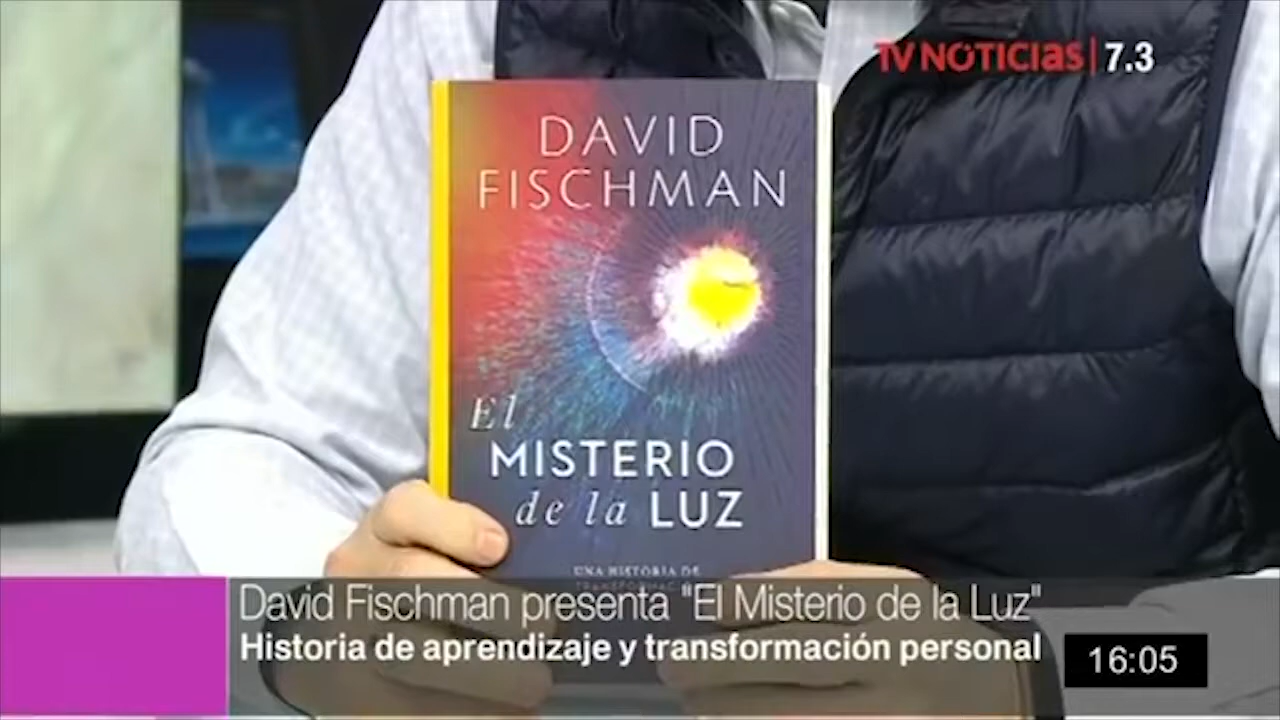 TV NOTICIAS | 7.3
DAVID
FISCHMAN
El
MISTERIO
de la LUZ
UNA HISTORIA DE
David Fischman presenta "El Misterio de la Luz"
Historia de aprendizaje y transformación personal
16:05